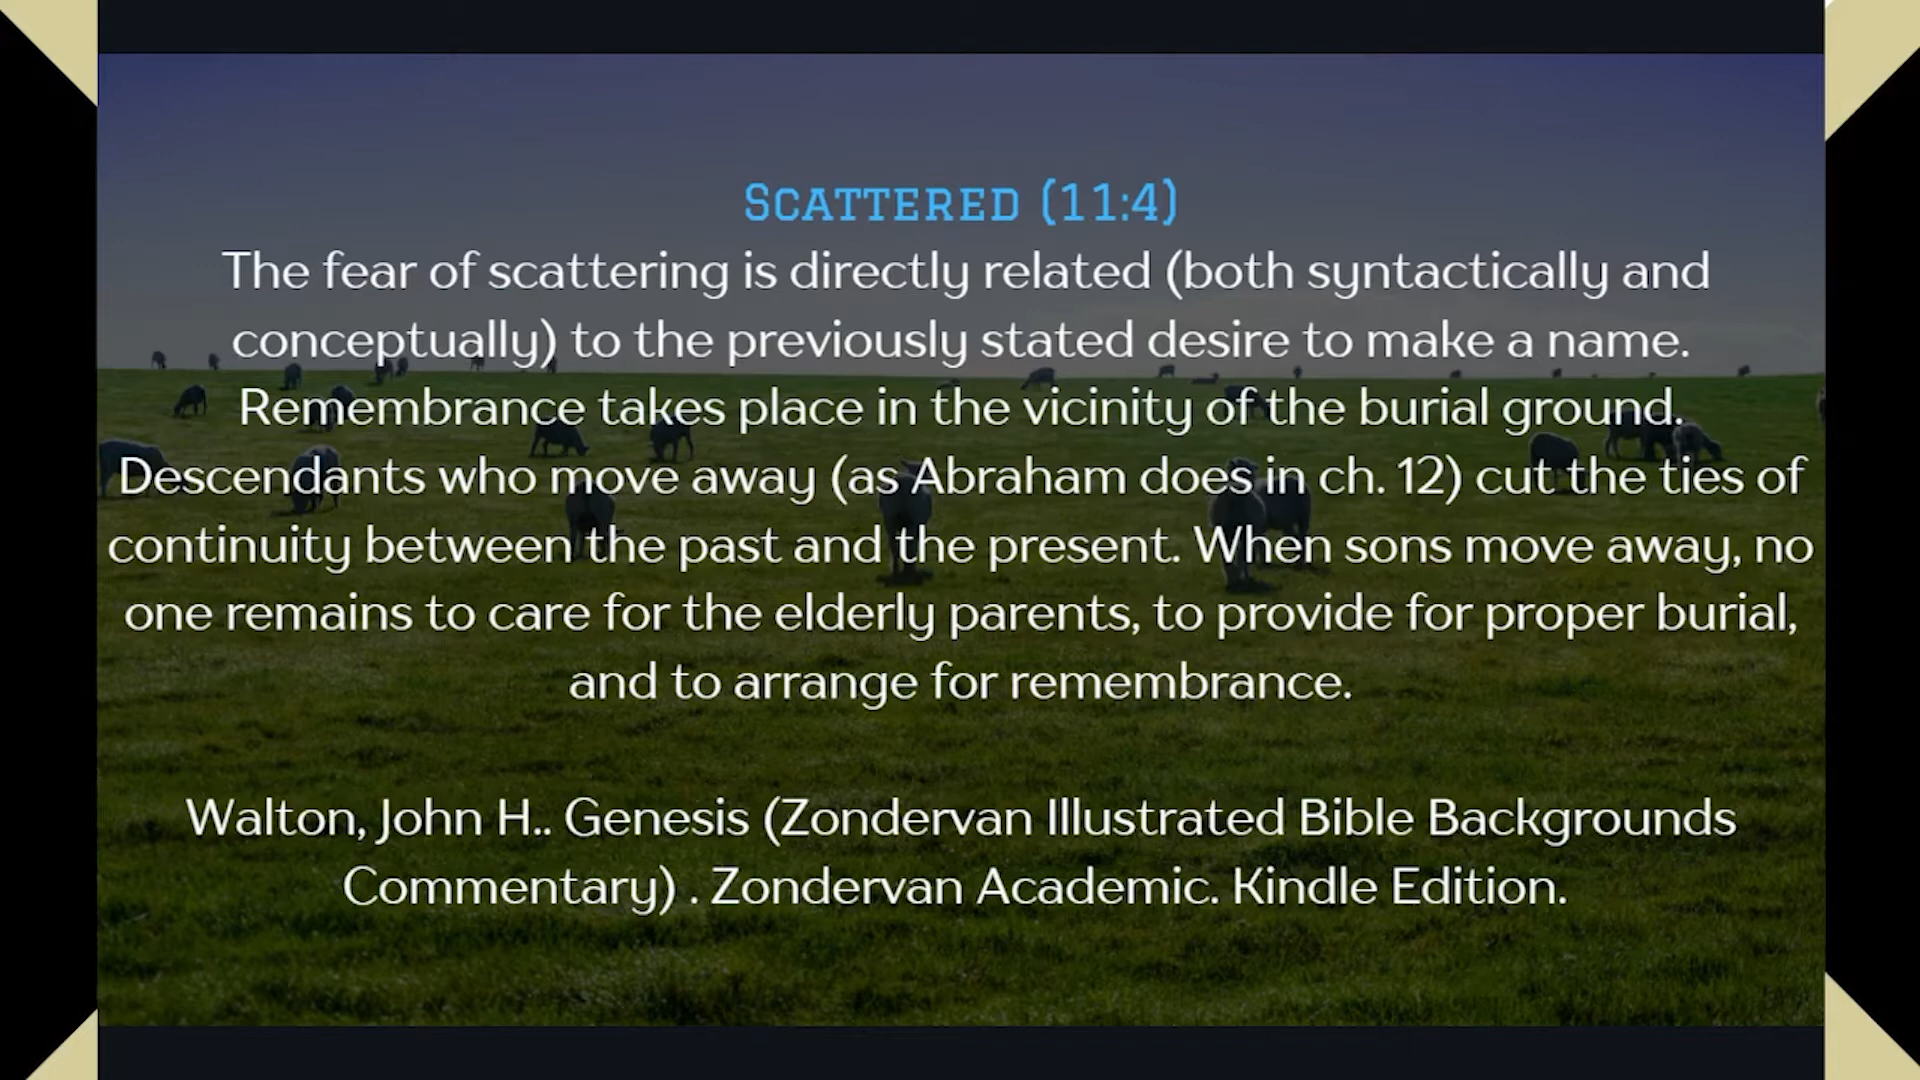 SCATTERED (11:4)
The fear of scattering is directly related (both syntactically and
conceptually) to the previously stated desire to make a name.
Remembrance takes place in the vicinity of the burial ground.
Descendants who move away (as Abraham does in ch. 12) cut the ties of
continuity between the past and the present. When sons move away, no
one remains to care for the elderly parents, to provide for proper burial,
and to arrange for remembrance.
Walton, John H.. Genesis (Zondervan Illustrated Bible Backgrounds
Commentary) . Zondervan Academic. Kindle Edition.